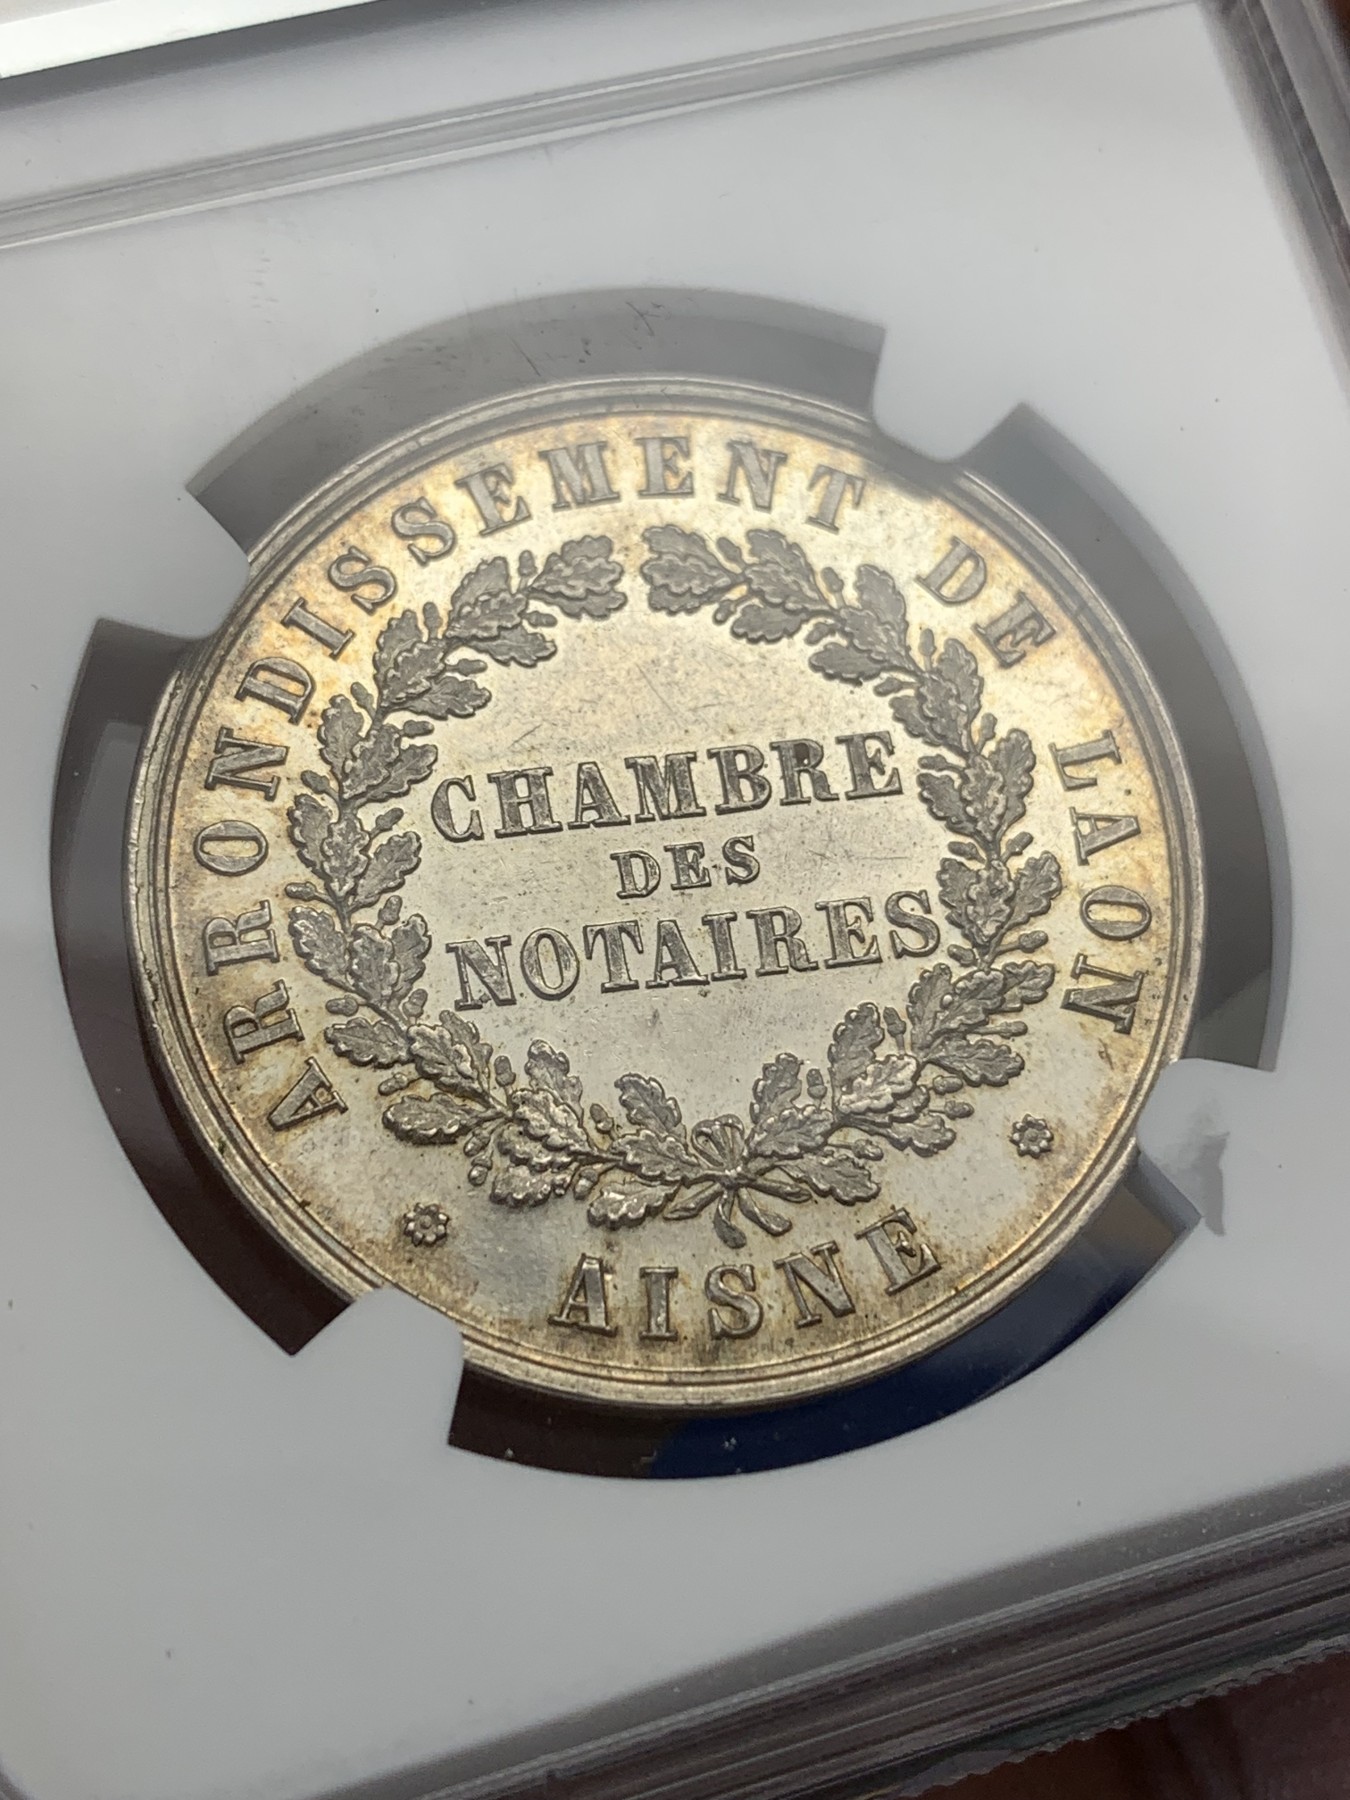 ARRONDISSEMENT DE LAON
CHAMBRE
DES
NOTAIRES
AISNE